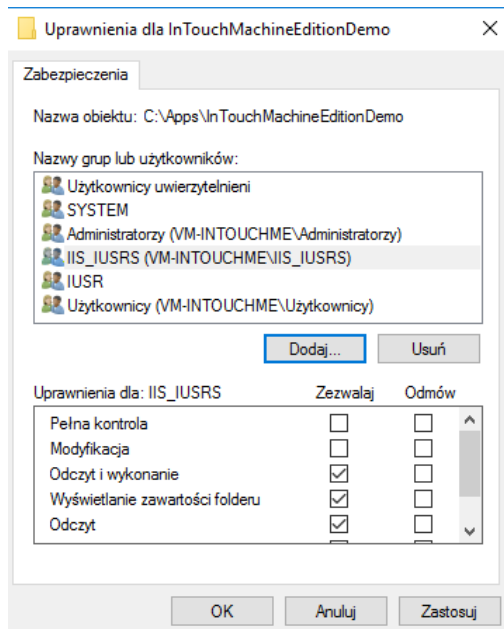 Uprawnienia dla InTouchMachineEditionDemo
Zabezpieczenia
Nazwa obiektu: C:\Apps\InTouchMachineEditionDemo
Nazwy grup lub użytkowników:
Użytkownicy uwierzytelnieni
SYSTEM
Administratorzy (VM-INTOUCHME\Administratorzy)
IIS_IUSRS (VM-INTOUCHME\IIS_IUSRS)
IUSR
Użytkownicy (VM-INTOUCHME\Użytkownicy)
Dodaj... Usuń
Uprawnienia dla: IIS_IUSRS Zezwalaj Odmów
Pełna kontrola
Modyfikacja
Odczyt i wykonanie
Wyświetlanie zawartości folderu
Odczyt
OK Anuluj Zastosuj